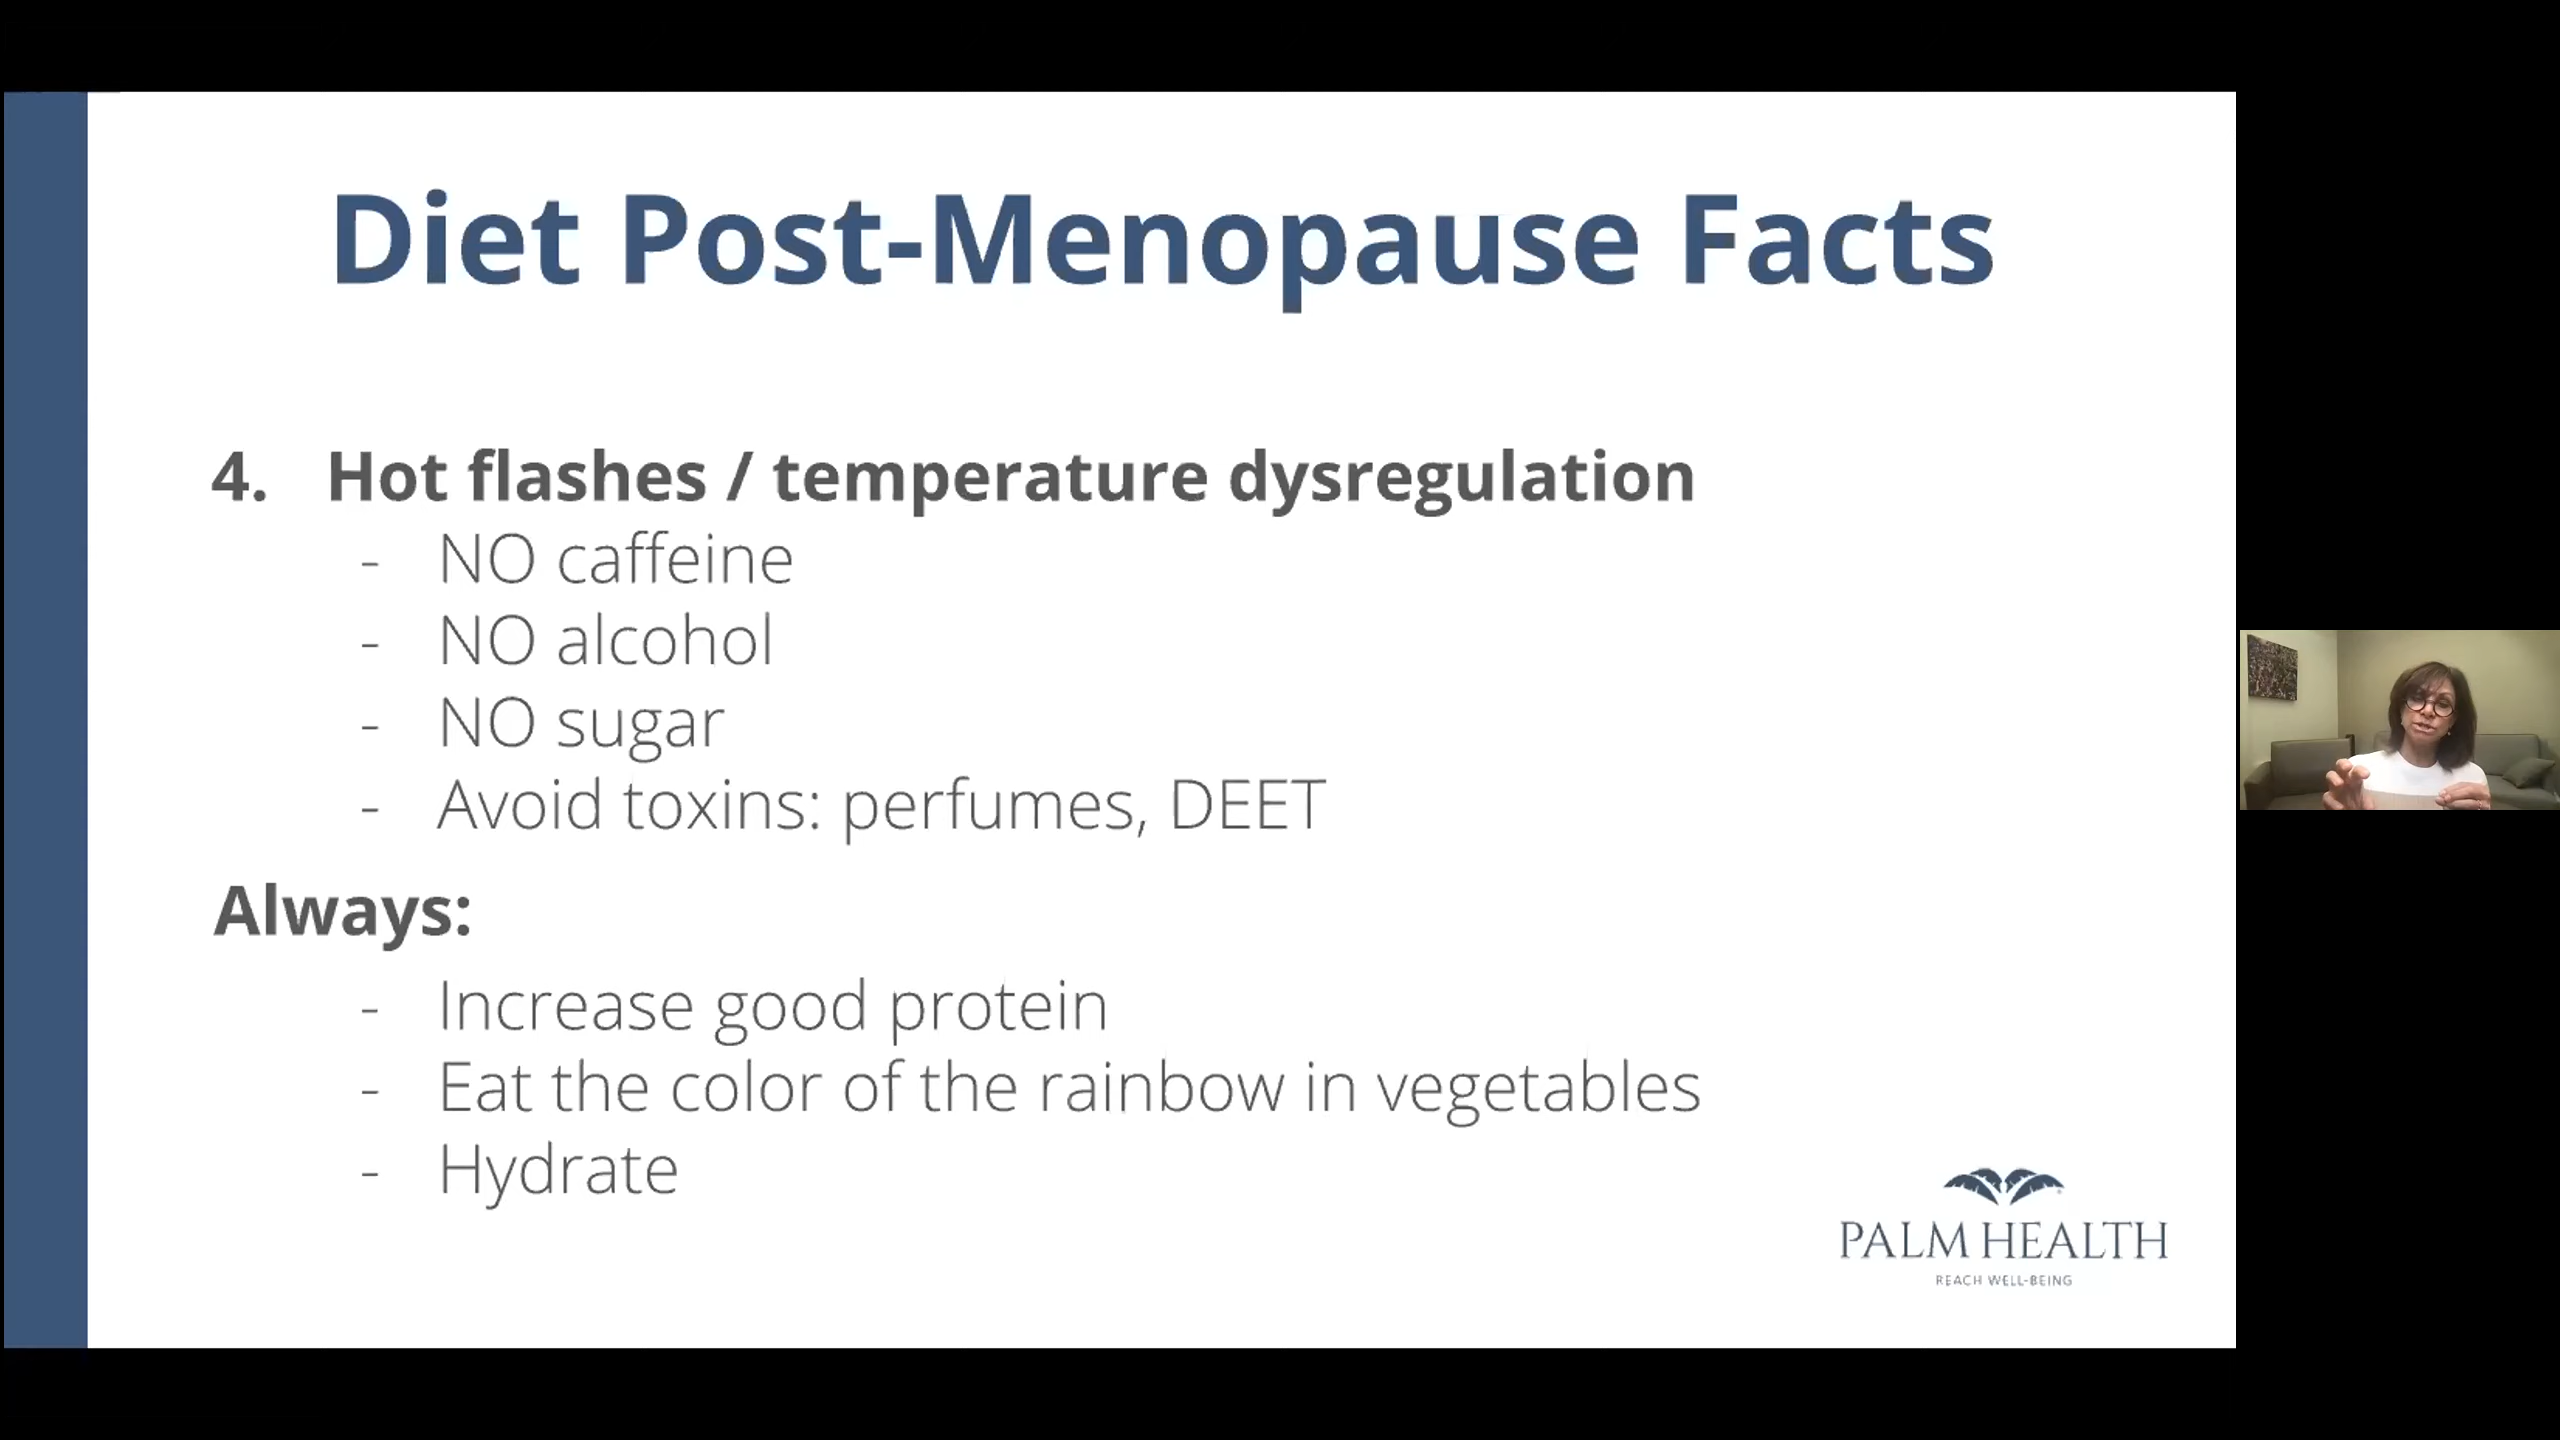 Diet Post-Menopause Facts
4. Hot flashes / temperature dysregulation
- NO caffeine
- NO alcohol
- NO sugar
- Avoid toxins: perfumes, DEET
Always:
- Increase good protein
- Eat the color of the rainbow in vegetables
- Hydrate
PALM HEALTH
REACH WELL-BEING